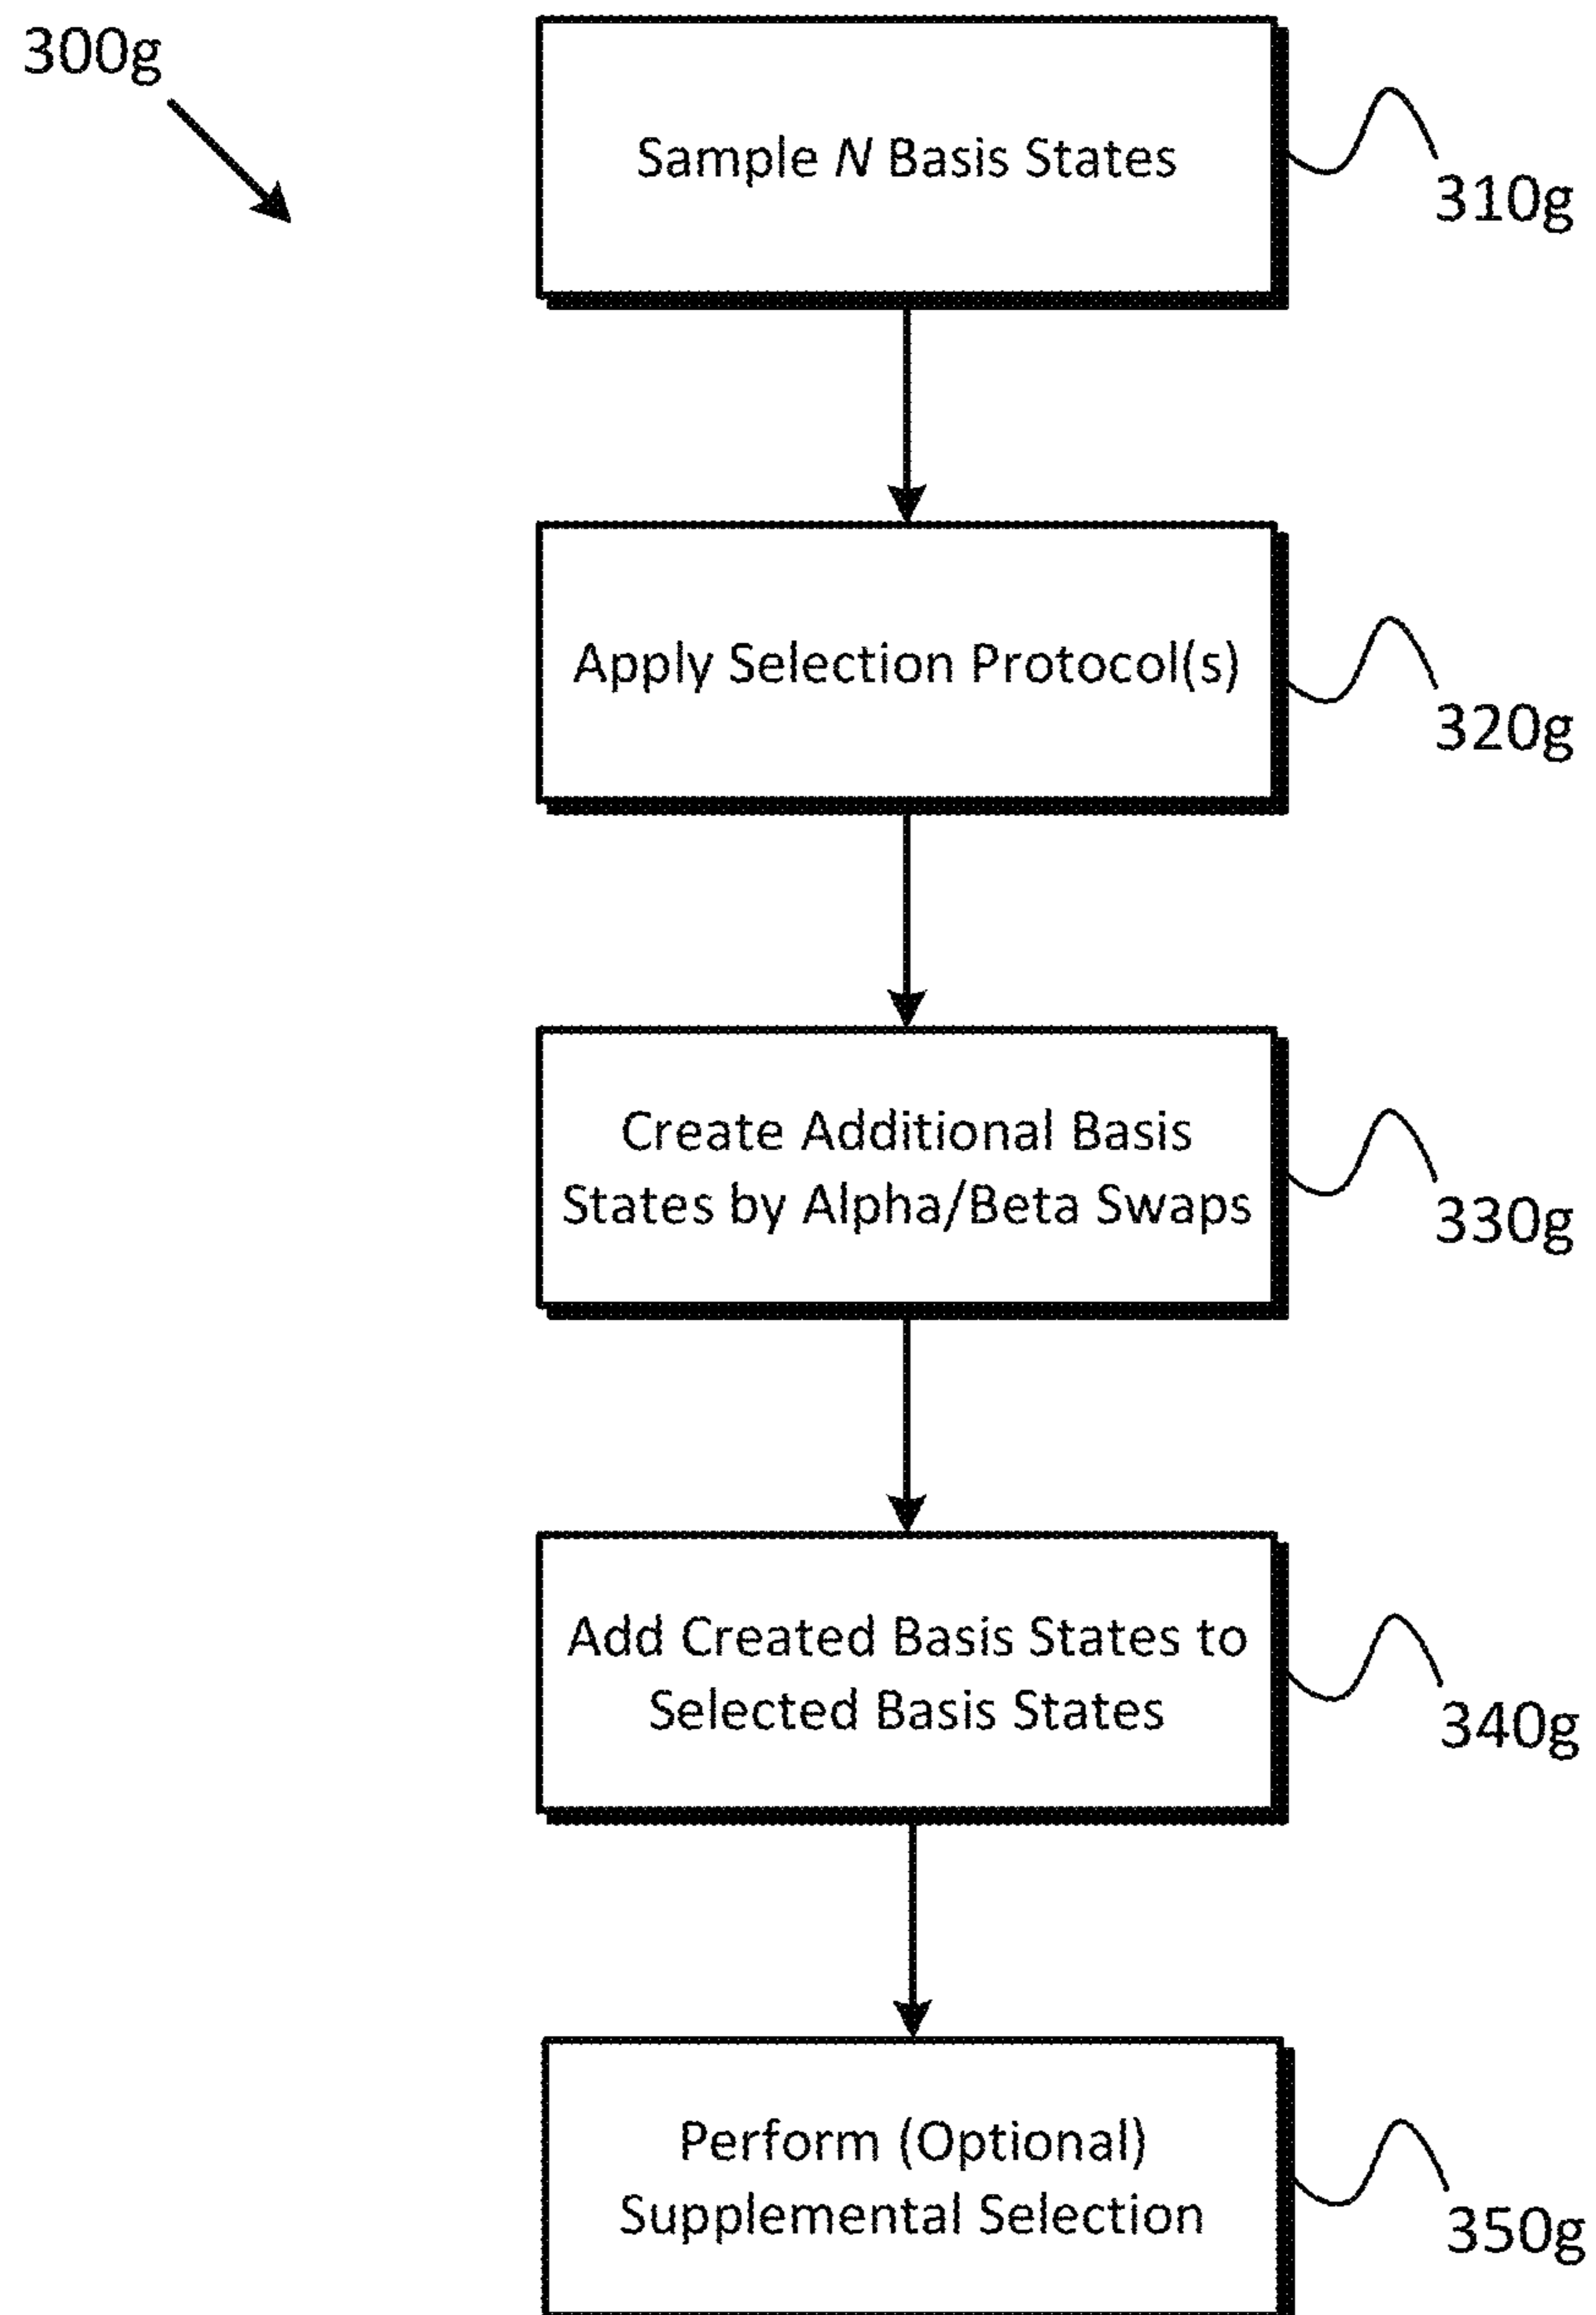 300g
Sample N Basis States
310g
Apply Selection Protocol(s)
320g
Create Additional Basis
States by Alpha/Beta Swaps
330g
Add Created Basis States to
Selected Basis States
340g
Perform (Optional)
Supplemental Selection
350g